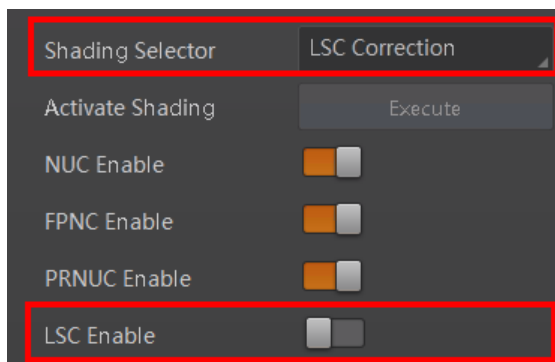 Shading Selector LSC Correction
Activate Shading Execute
NUC Enable
FPNC Enable
PRNUC Enable
LSC Enable